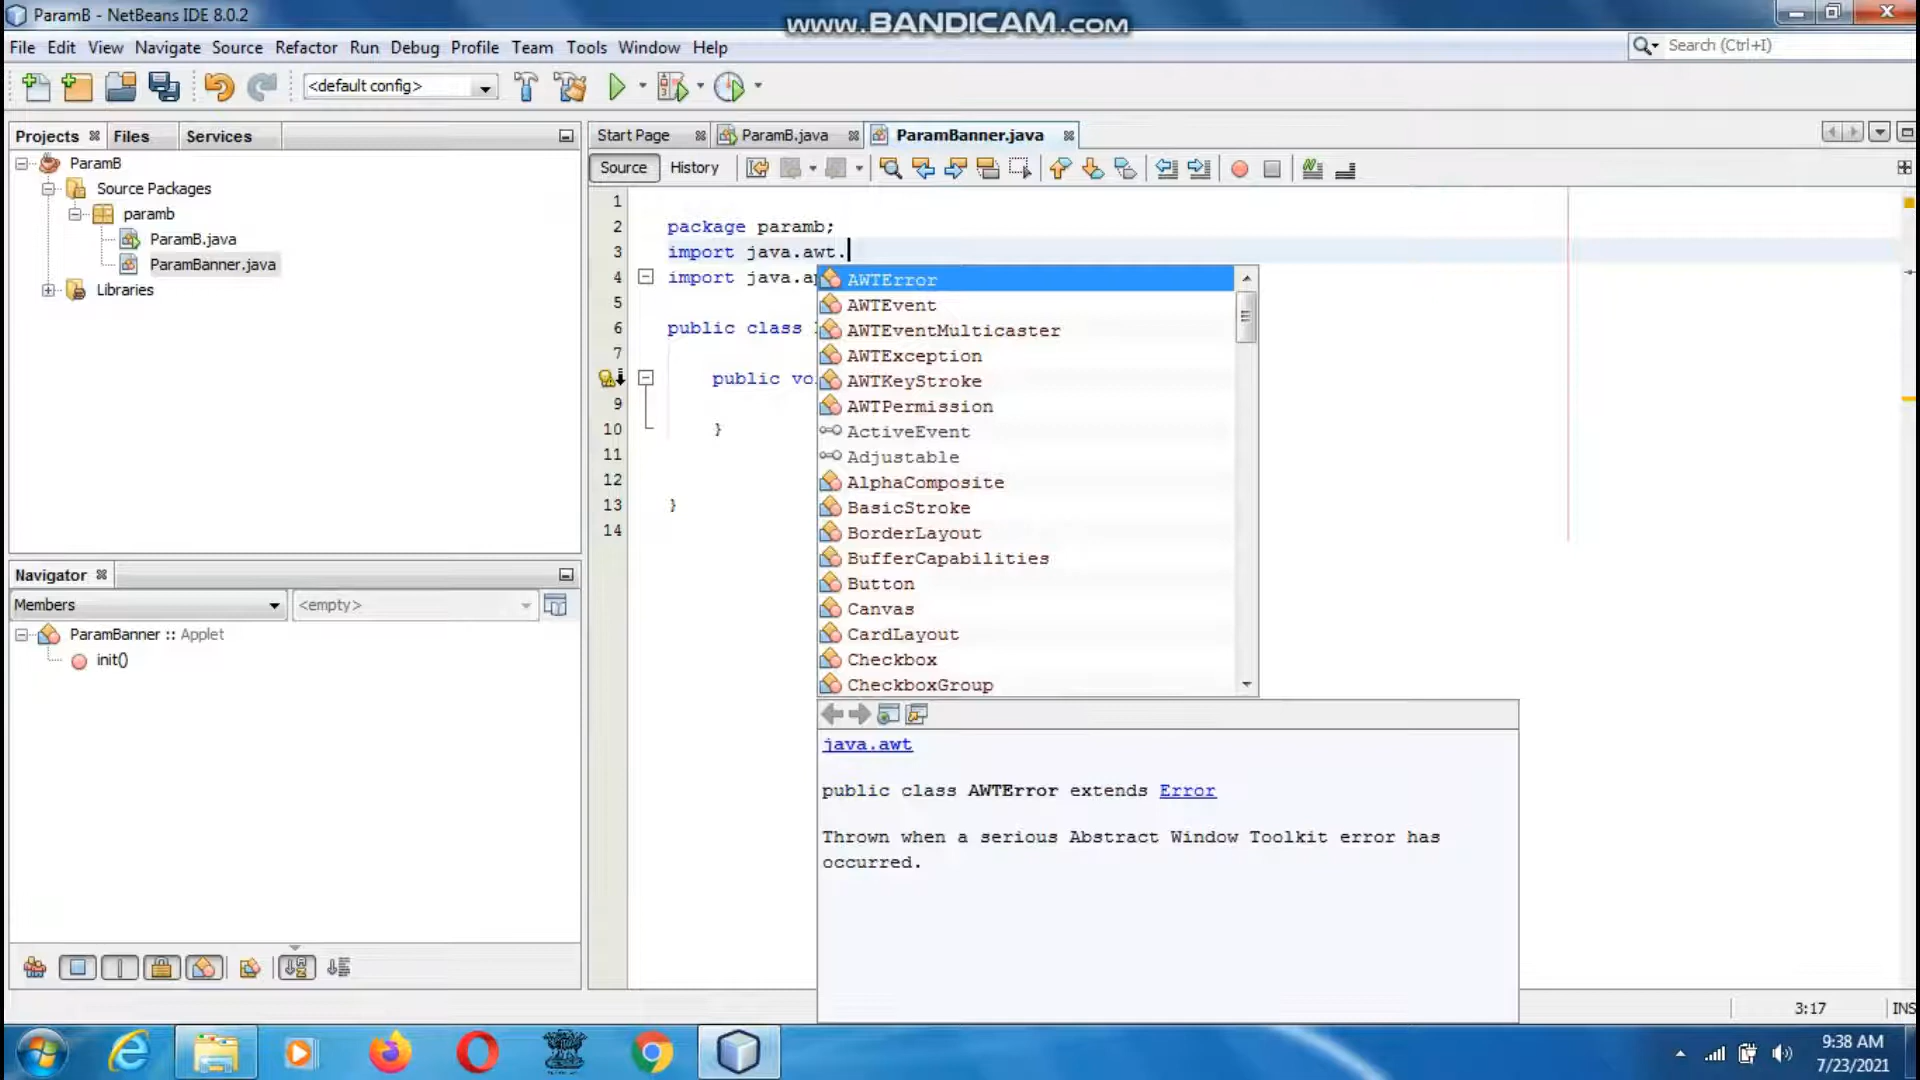 ParamB - NetBeans IDE 8.0.2
www.BANDICAM.com
File Edit View Navigate Source Refactor Run Debug Profile Team Tools Window Help
Search (Ctrl+I)
<default config>
Projects Files Services
Start Page ParamB.java ParamBanner.java
Source History
ParamB
Source Packages
paramb
ParamB.java
ParamBanner.java
Libraries
1
2 package paramb;
3 import java.awt.
4 import java.ap
5
6 public class
7
public vo
9
10 }
11
12
13 }
14
AWTError
AWTEvent
AWTEventMulticaster
AWTException
AWTKeyStroke
AWTPermission
ActiveEvent
Adjustable
AlphaComposite
BasicStroke
BorderLayout
BufferCapabilities
Button
Canvas
CardLayout
Checkbox
CheckboxGroup
java.awt
public class AWTError extends Error
Thrown when a serious Abstract Window Toolkit error has
occurred.
Navigator
Members <empty>
ParamBanner :: Applet
init()
3:17 INS
9:38 AM
7/23/2021